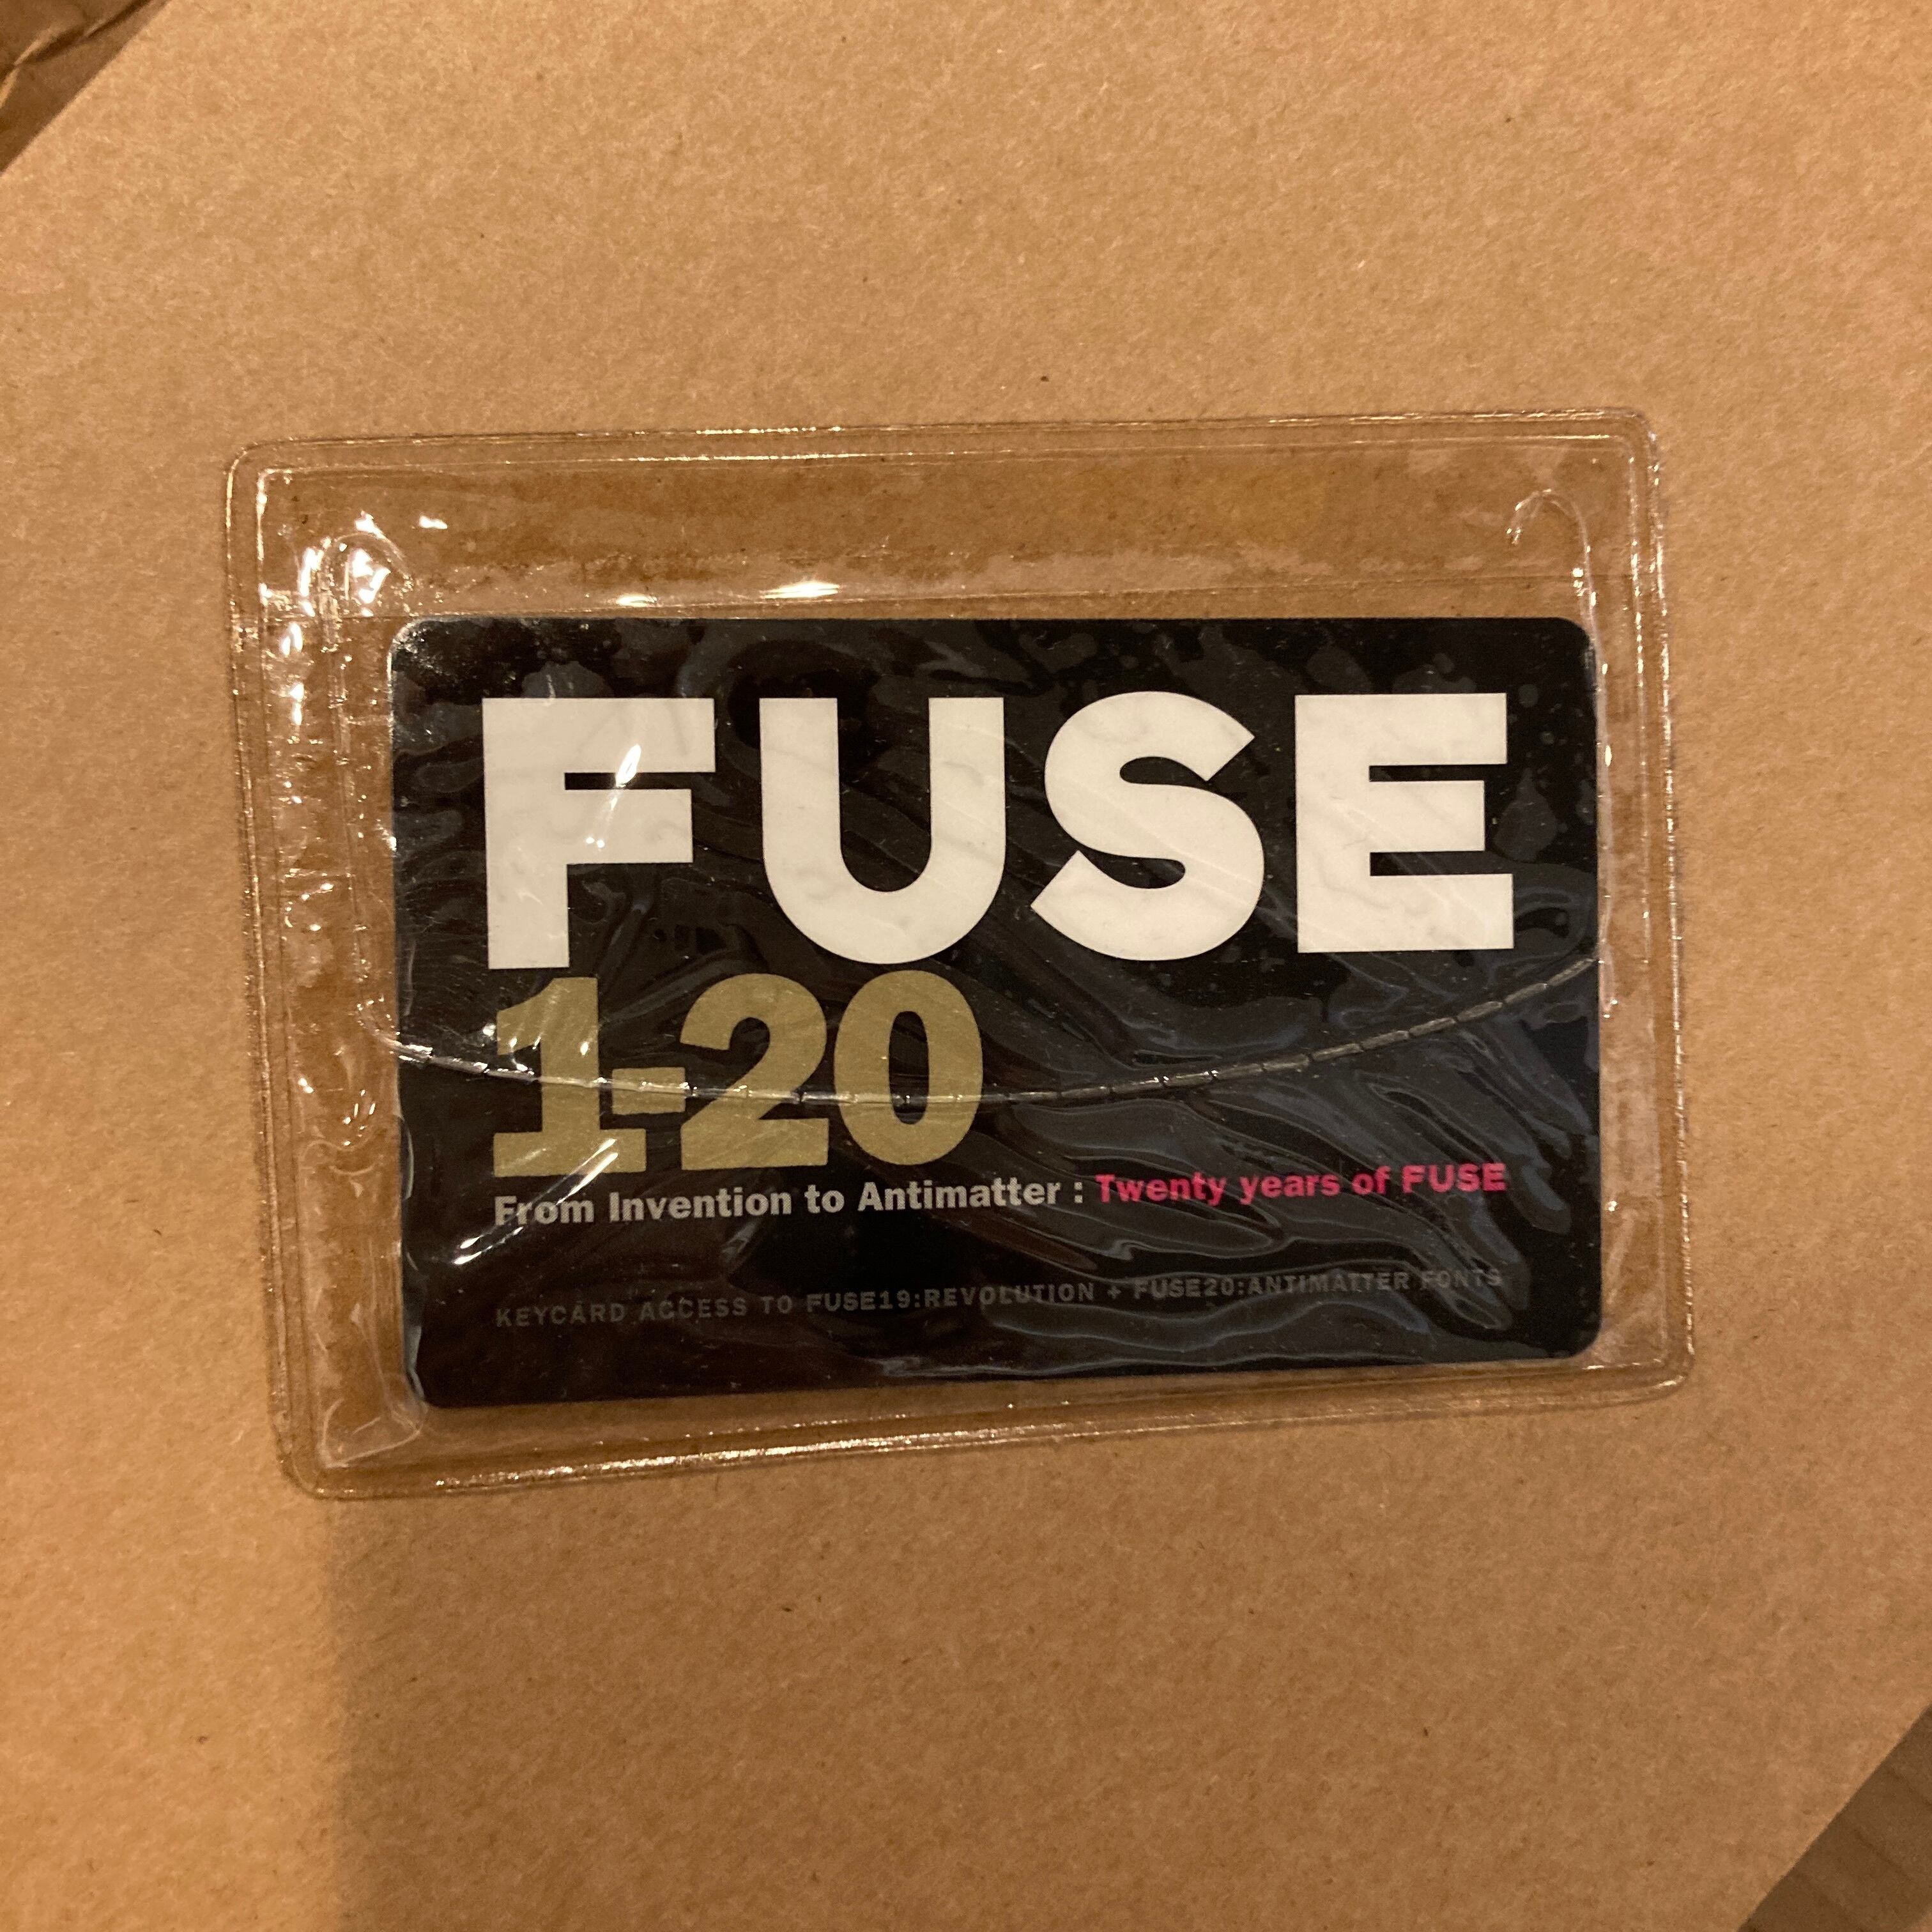 FUSE
1-20
From Invention to Antimatter : Twenty years of FUSE
KEYCARD ACCESS TO FUSE19:REVOLUTION + FUSE20:ANTIMATTER FONTS